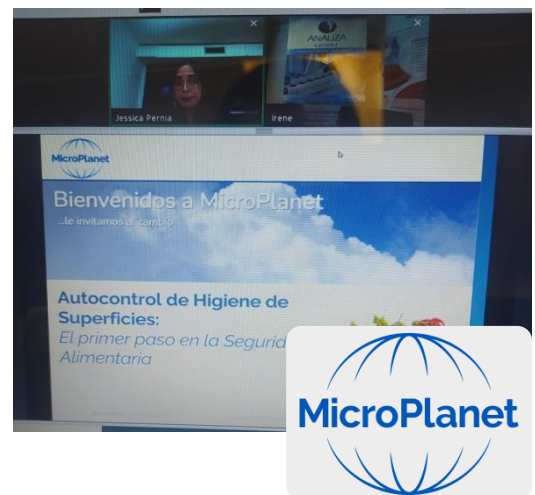 ANALIZA
calidad
Jessica Pernia
Irene
MicroPlanet
Bienvenidos a MicroPlanet
...le invitamos al cambio
Autocontrol de Higiene de
Superficies:
El primer paso en la
Alimentaria
MicroPlanet